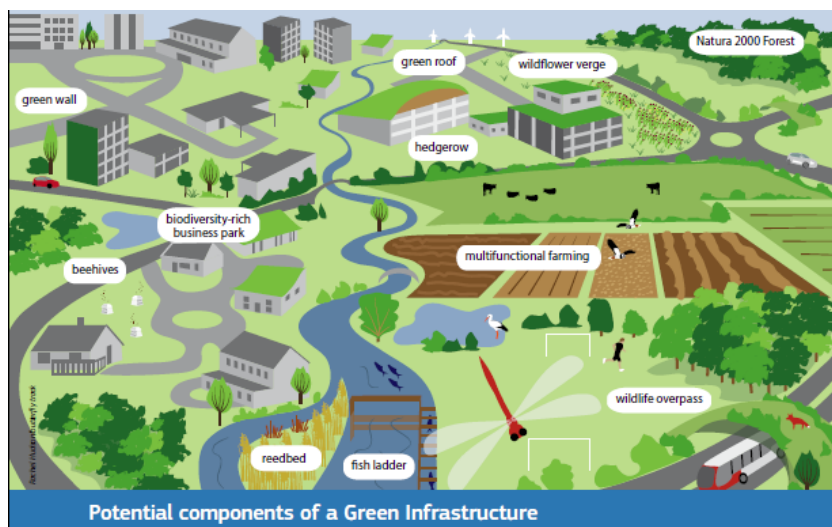 Natura 2000 Forest
green roof
wildflower verge
green wall
hedgerow
biodiversity-rich
business park
beehives
multifunctional farming
wildlife overpass
reedbed
fish ladder
Potential components of a Green Infrastructure